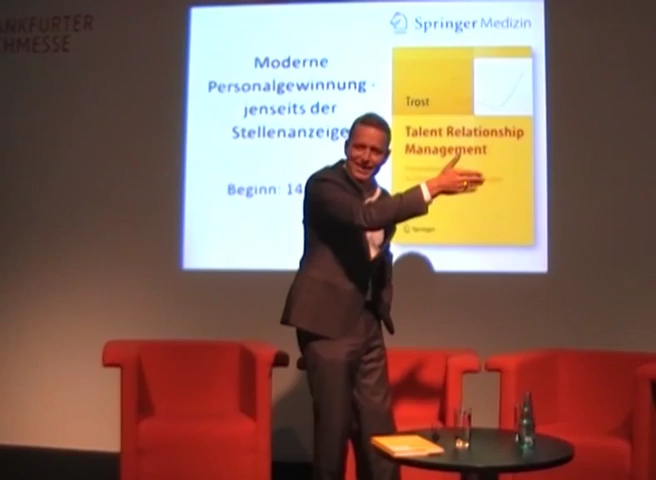 ANKFURTER
CHMESSE
Springer Medizin
Moderne
Personalgewinnung -
jenseits der
Stellenanzeige
Beginn: 14
Trost
Talent Relationship
Management
Springer